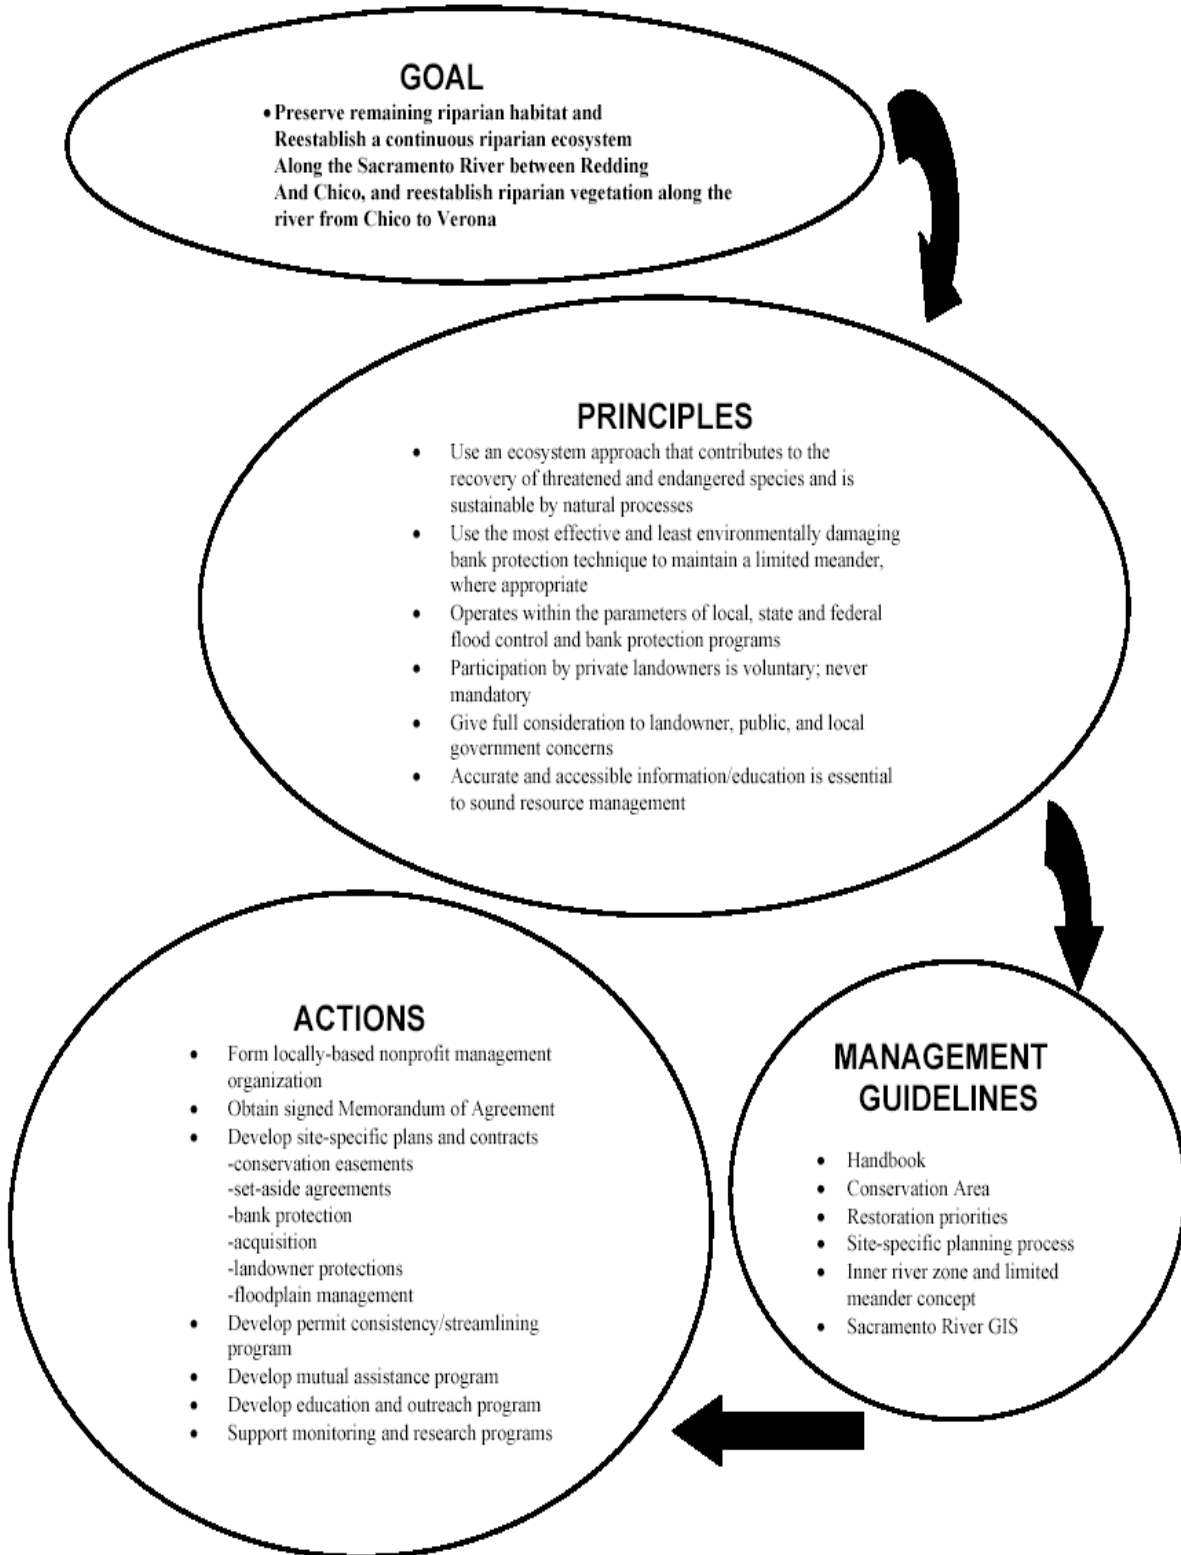 GOAL
• Preserve remaining riparian habitat and
Reestablish a continuous riparian ecosystem
Along the Sacramento River between Redding
And Chico, and reestablish riparian vegetation along the
river from Chico to Verona
PRINCIPLES
• Use an ecosystem approach that contributes to the
recovery of threatened and endangered species and is
sustainable by natural processes
• Use the most effective and least environmentally damaging
bank protection technique to maintain a limited meander,
where appropriate
• Operates within the parameters of local, state and federal
flood control and bank protection programs
• Participation by private landowners is voluntary; never
mandatory
• Give full consideration to landowner, public, and local
government concerns
• Accurate and accessible information/education is essential
to sound resource management
MANAGEMENT
GUIDELINES
• Handbook
• Conservation Area
• Restoration priorities
• Site-specific planning process
• Inner river zone and limited
meander concept
• Sacramento River GIS
ACTIONS
• Form locally-based nonprofit management
organization
• Obtain signed Memorandum of Agreement
• Develop site-specific plans and contracts
-conservation easements
-set-aside agreements
-bank protection
-acquisition
-landowner protections
-floodplain management
• Develop permit consistency/streamlining
program
• Develop mutual assistance program
• Develop education and outreach program
• Support monitoring and research programs